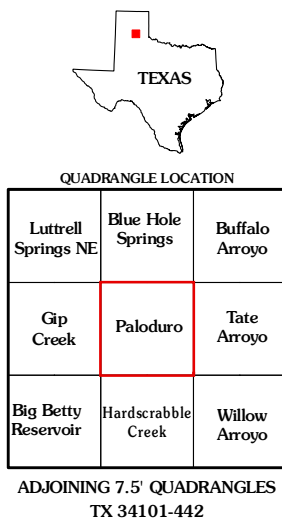 TEXAS
QUADRANGLE LOCATION
Luttrell
Springs NE
Blue Hole
Springs
Buffalo
Arroyo
Gip
Creek
Paloduro
Tate
Arroyo
Big Betty
Reservoir
Hardscrabble
Creek
Willow
Arroyo
ADJOINING 7.5' QUADRANGLES
TX 34101-442